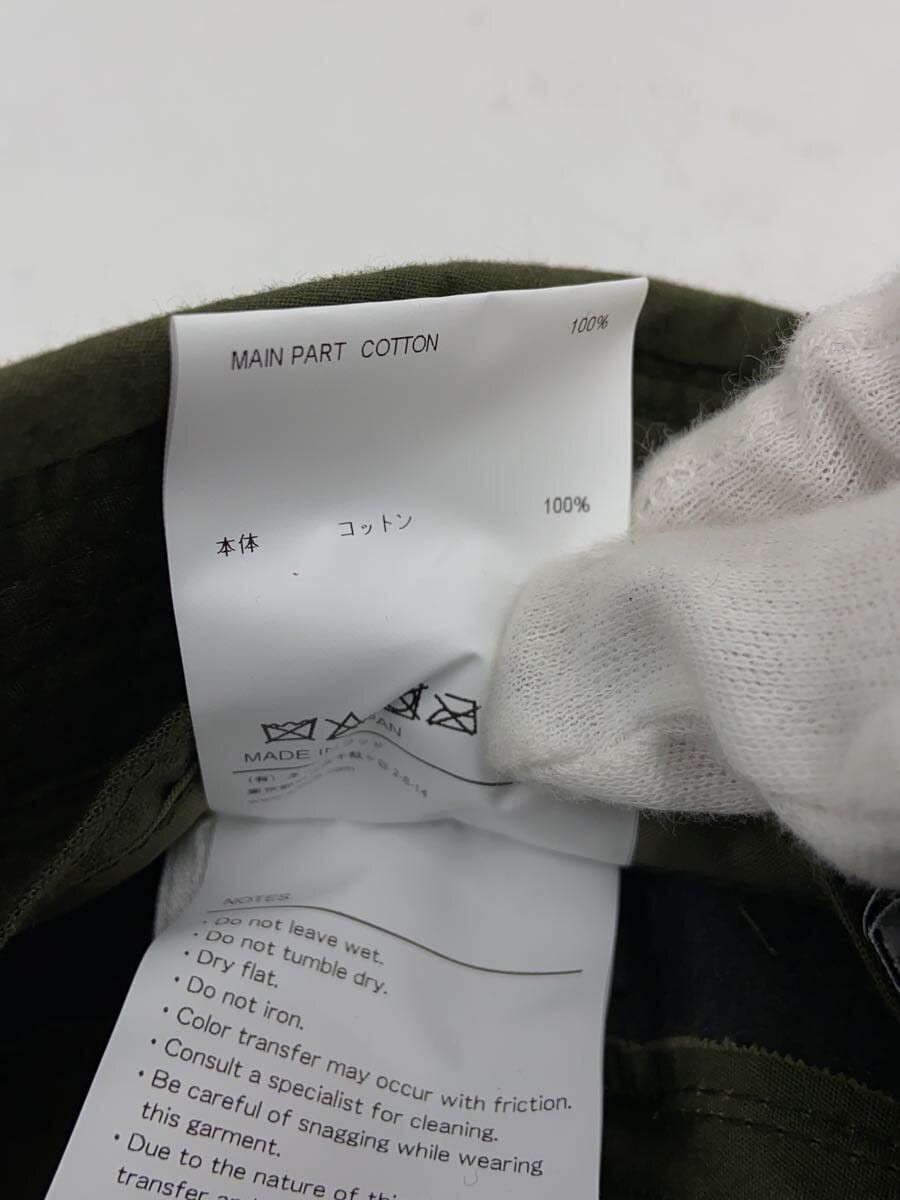 MAIN PART COTTON 100%
本体 コットン 100%
MADE IN JAPAN
NOTES
・Do not leave wet.
・Do not tumble dry.
・Dry flat.
・Do not iron.
・Color transfer may occur with friction.
・Consult a specialist for cleaning.
・Be careful of snagging while wearing
this garment.
・Due to the nature of
transfer